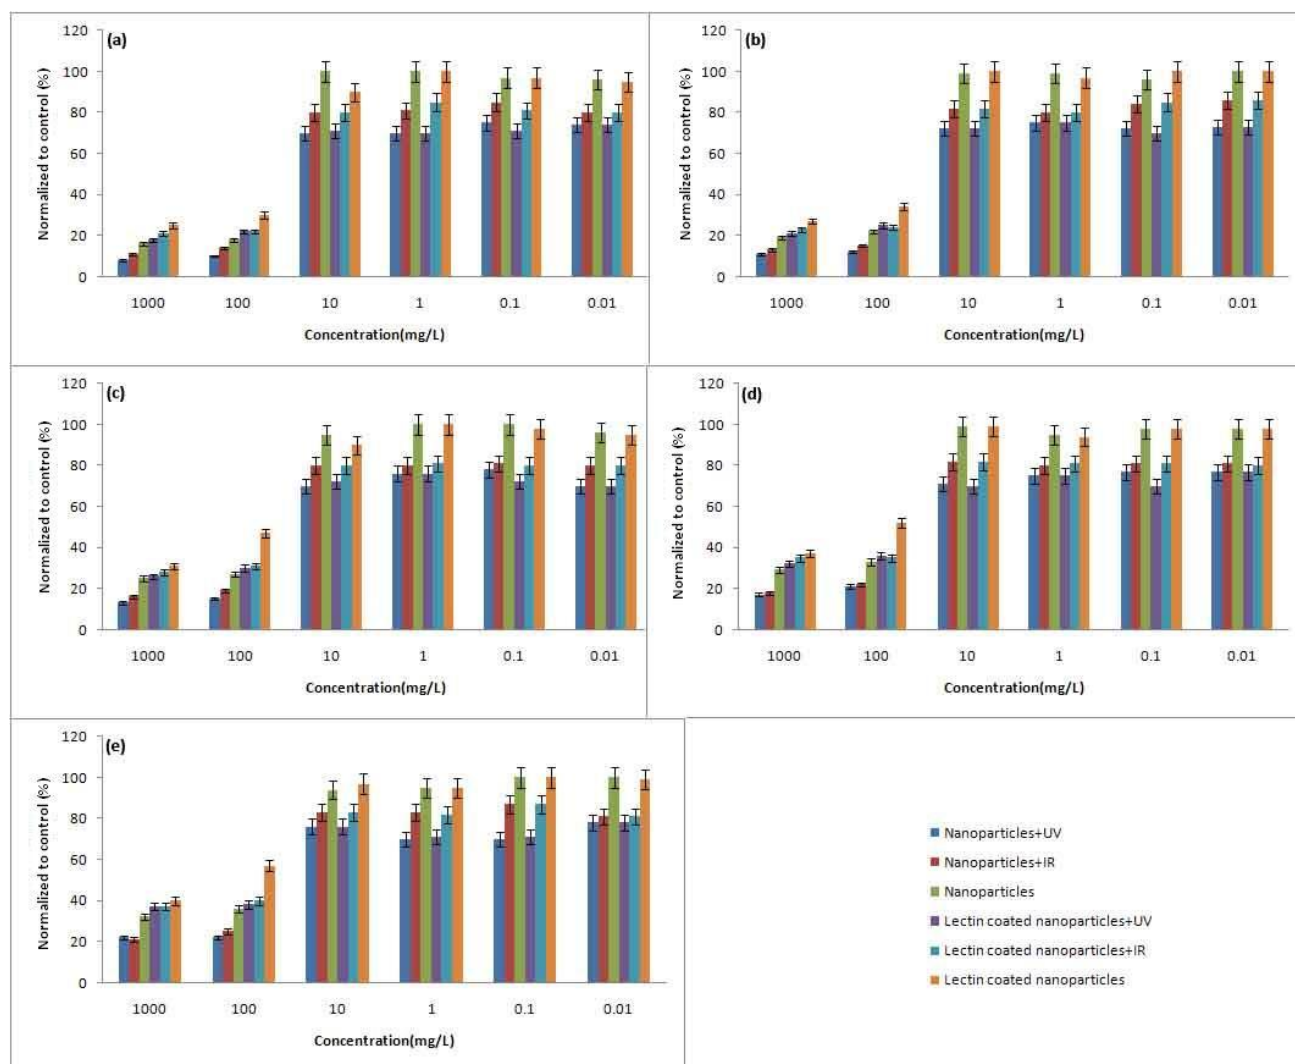 (a)
Normalized to control (%)
120
100
80
60
40
20
0
1000 100 10 1 0.1 0.01
Concentration(mg/L)
(b)
Normalized to control (%)
120
100
80
60
40
20
0
1000 100 10 1 0.1 0.01
Concentration(mg/L)
(c)
Normalized to control (%)
120
100
80
60
40
20
0
1000 100 10 1 0.1 0.01
Concentration(mg/L)
(d)
Normalized to control (%)
120
100
80
60
40
20
0
1000 100 10 1 0.1 0.01
Concentration(mg/L)
(e)
Normalized to control (%)
120
100
80
60
40
20
0
1000 100 10 1 0.1 0.01
Concentration(mg/L)
Nanoparticles+UV
Nanoparticles+IR
Nanoparticles
Lectin coated nanoparticles+UV
Lectin coated nanoparticles+IR
Lectin coated nanoparticles